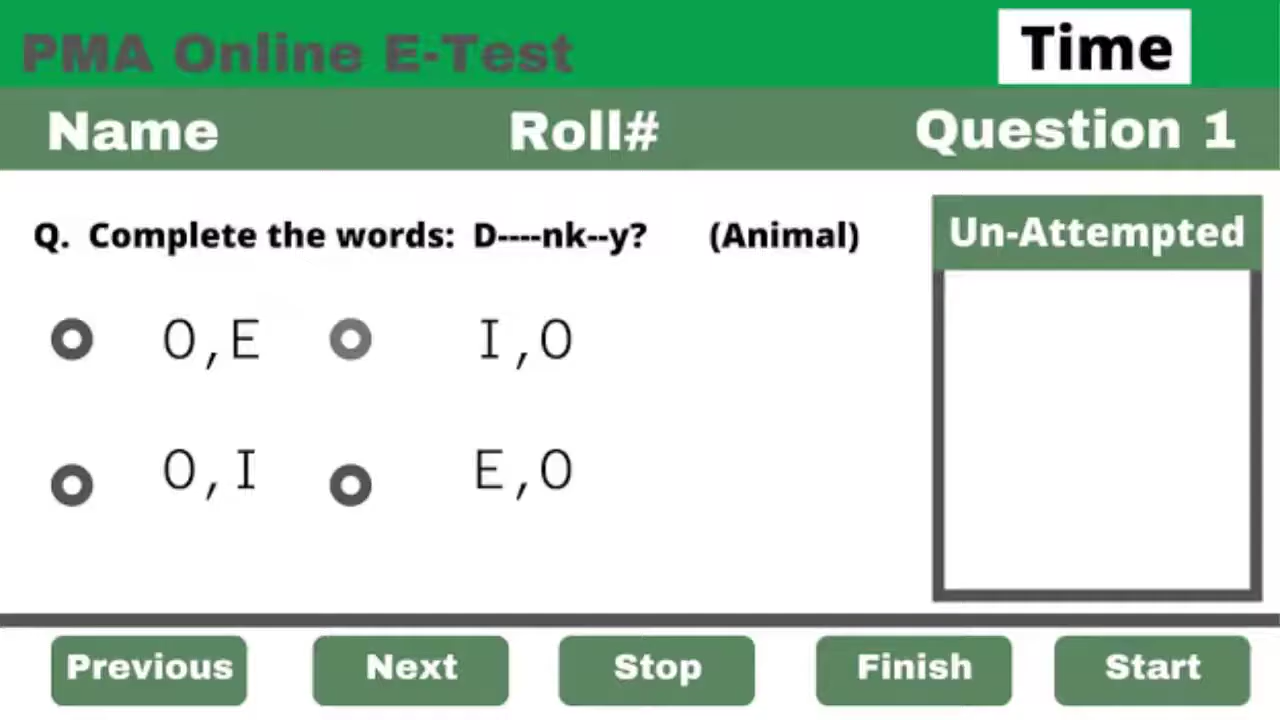 PMA Online E-Test Time
Name Roll# Question 1
Q. Complete the words: D----nk--y? (Animal)
Un-Attempted
O,E I,O
O,I E,O
Previous Next Stop Finish Start